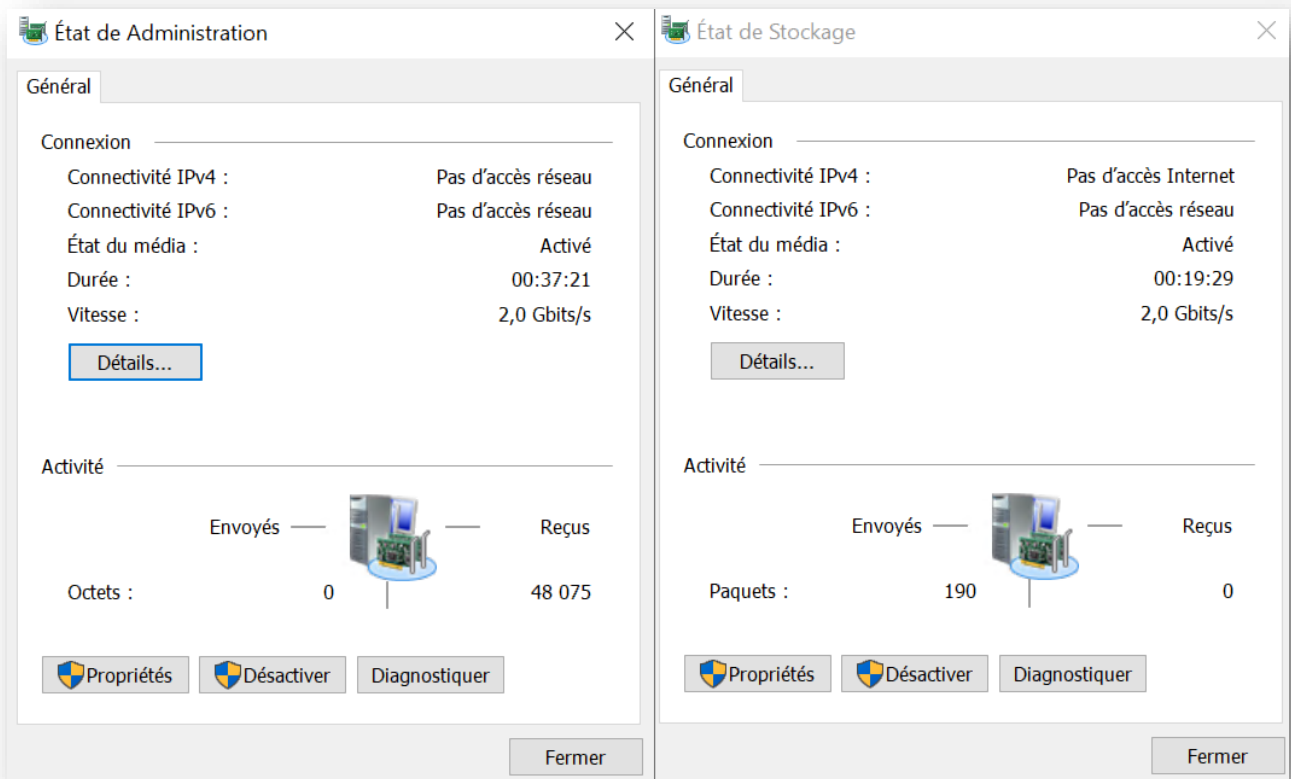 État de Administration
Général
Connexion
Connectivité IPv4 : Pas d'accès réseau
Connectivité IPv6 : Pas d'accès réseau
État du média : Activé
Durée : 00:37:21
Vitesse : 2,0 Gbits/s
Détails...
Activité
Envoyés Reçus
Octets : 0 48 075
Propriétés Désactiver Diagnostiquer
Fermer
État de Stockage
Général
Connexion
Connectivité IPv4 : Pas d'accès Internet
Connectivité IPv6 : Pas d'accès réseau
État du média : Activé
Durée : 00:19:29
Vitesse : 2,0 Gbits/s
Détails...
Activité
Envoyés Reçus
Paquets : 190 0
Propriétés Désactiver Diagnostiquer
Fermer